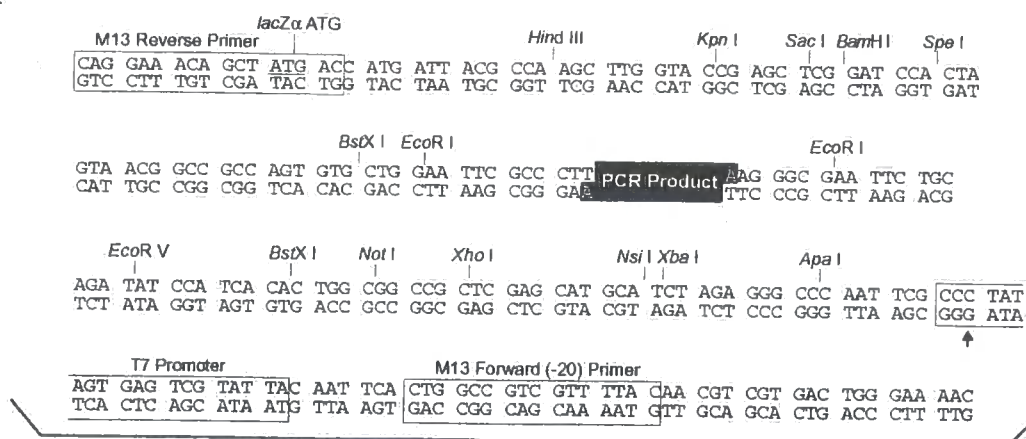 lacZα ATG
M13 Reverse Primer Hind III Kpn I Sac I BamH I Spe I
CAG GAA ACA GCT ATG ACC ATG ATT ACG CCA AGC TTG GTA CCG AGC TCG GAT CCA CTA
GTC CTT TGT CGA TAC TGG TAC TAA TGC GGT TCG AAC CAT GGC TCG AGC CTA GGT GAT
BstX I EcoR I EcoR I
GTA ACG GCC GCC AGT GTG CTG GAA TTC GCC CTT PCR Product AAG GGC GAA TTC TGC
CAT TGC CGG CGG TCA CAC GAC CTT AAG CGG GAA TTC CCG CTT AAG ACG
EcoR V BstX I Not I Xho I Nsi I Xba I Apa I
AGA TAT CCA TCA CAC TGG CGG CCG CTC GAG CAT GCA TCT AGA GGG CCC AAT TCG CCC TAT
TCT ATA GGT AGT GTG ACC GCC GGC GAG CTC GTA CGT AGA TCT CCC GGG TTA AGC GGG ATA
T7 Promoter M13 Forward (-20) Primer
AGT GAG TCG TAT TAC AAT TCA CTG GCC GTC GTT TTA CAA CGT CGT GAC TGG GAA AAC
TCA CTC AGC ATA ATG TTA AGT GAC CGG CAG CAA AAT GTT GCA GCA CTG ACC CTT TTG